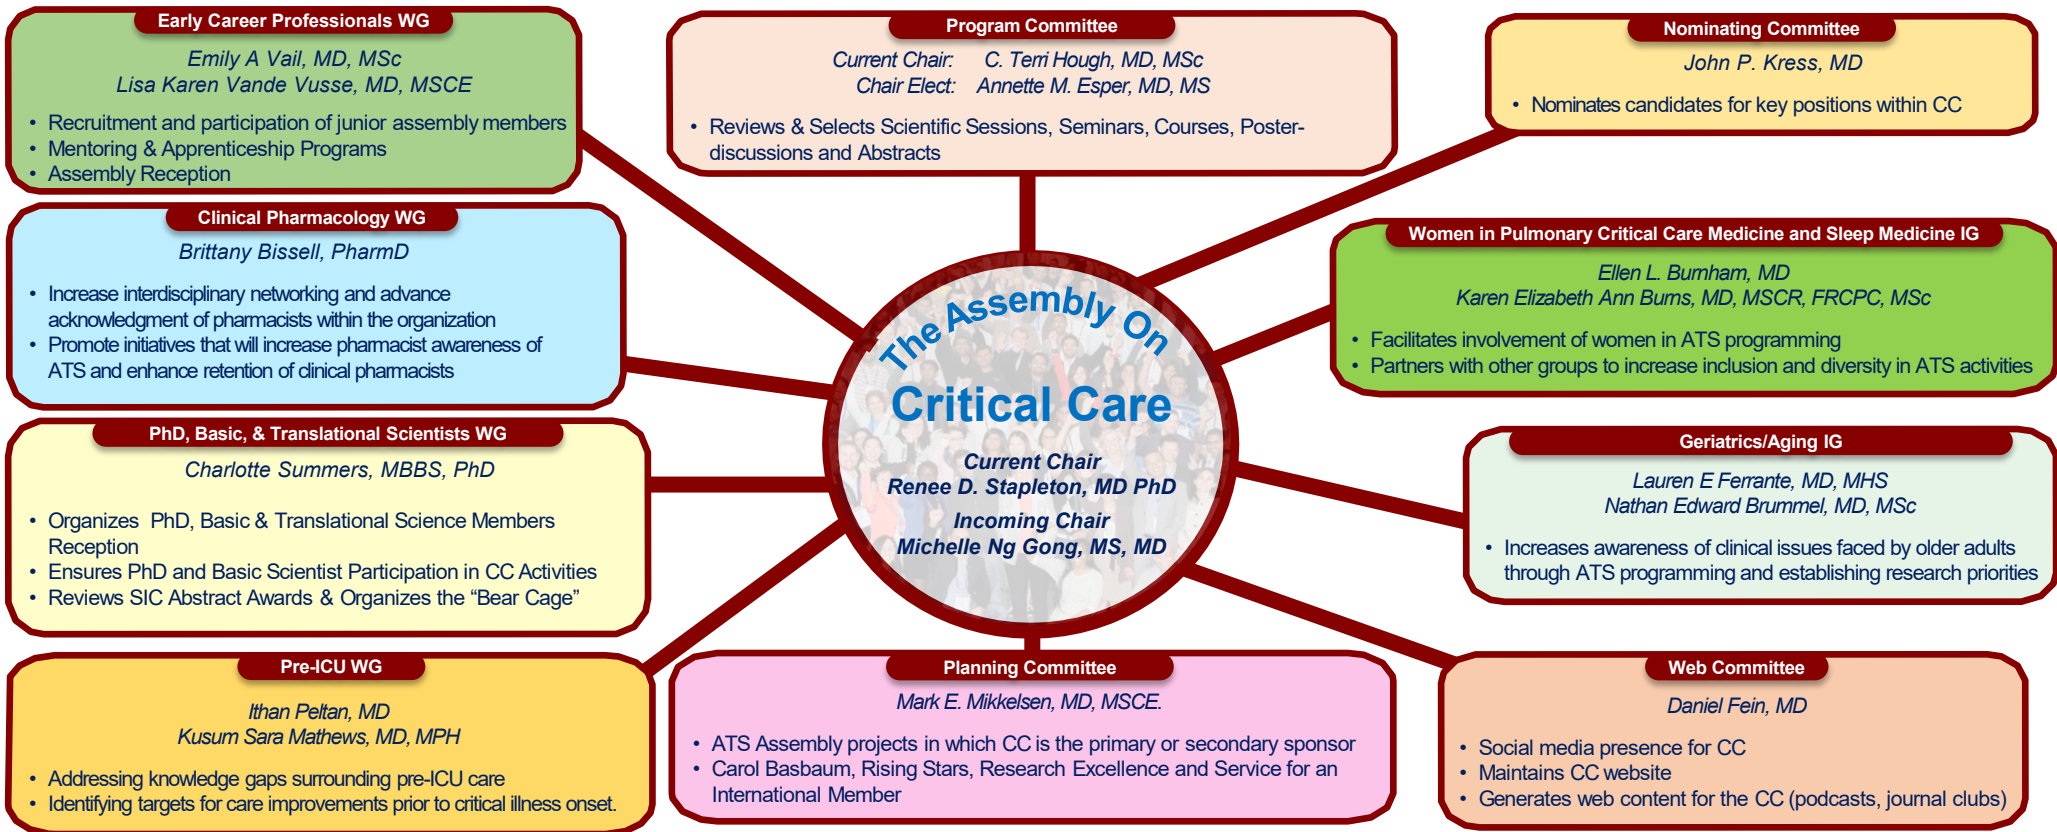 Early Career Professionals WG
Emily A Vail, MD, MSc
Lisa Karen Vande Vusse, MD, MSCE
• Recruitment and participation of junior assembly members
• Mentoring & Apprenticeship Programs
• Assembly Reception
Program Committee
Current Chair: C. Terri Hough, MD, MSc
Chair Elect: Annette M. Esper, MD, MS
• Reviews & Selects Scientific Sessions, Seminars, Courses, Poster-
discussions and Abstracts
Nominating Committee
John P. Kress, MD
• Nominates candidates for key positions within CC
Clinical Pharmacology WG
Brittany Bissell, PharmD
• Increase interdisciplinary networking and advance
acknowledgment of pharmacists within the organization
• Promote initiatives that will increase pharmacist awareness of
ATS and enhance retention of clinical pharmacists
Women in Pulmonary Critical Care Medicine and Sleep Medicine IG
Ellen L. Burnham, MD
Karen Elizabeth Ann Burns, MD, MSCR, FRCPC, MSc
• Facilitates involvement of women in ATS programming
• Partners with other groups to increase inclusion and diversity in ATS activities
The Assembly On
Critical Care
Current Chair
Renee D. Stapleton, MD PhD
Incoming Chair
Michelle Ng Gong, MS, MD
PhD, Basic, & Translational Scientists WG
Charlotte Summers, MBBS, PhD
• Organizes PhD, Basic & Translational Science Members
Reception
• Ensures PhD and Basic Scientist Participation in CC Activities
• Reviews SIC Abstract Awards & Organizes the “Bear Cage”
Geriatrics/Aging IG
Lauren E Ferrante, MD, MHS
Nathan Edward Brummel, MD, MSc
• Increases awareness of clinical issues faced by older adults
through ATS programming and establishing research priorities
Pre-ICU WG
Ithan Peltan, MD
Kusum Sara Mathews, MD, MPH
• Addressing knowledge gaps surrounding pre-ICU care
• Identifying targets for care improvements prior to critical illness onset.
Planning Committee
Mark E. Mikkelsen, MD, MSCE.
• ATS Assembly projects in which CC is the primary or secondary sponsor
• Carol Basbaum, Rising Stars, Research Excellence and Service for an
International Member
Web Committee
Daniel Fein, MD
• Social media presence for CC
• Maintains CC website
• Generates web content for the CC (podcasts, journal clubs)